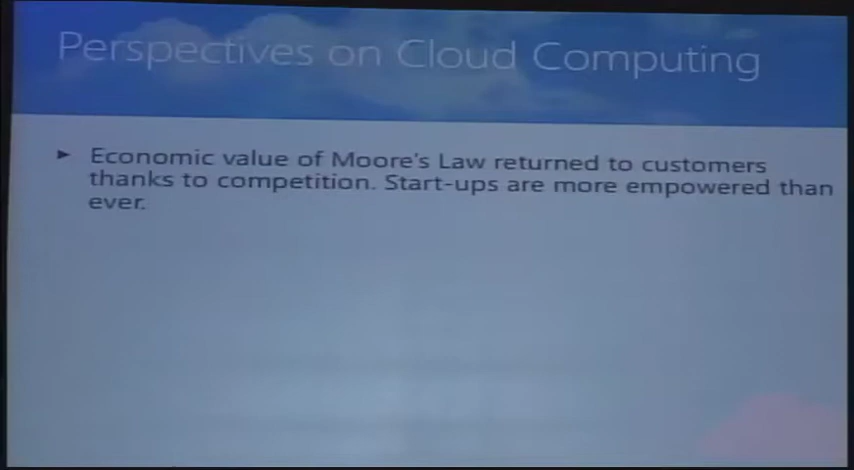 Perspectives on Cloud Computing
► Economic value of Moore's Law returned to customers
thanks to competition. Start-ups are more empowered than
ever.